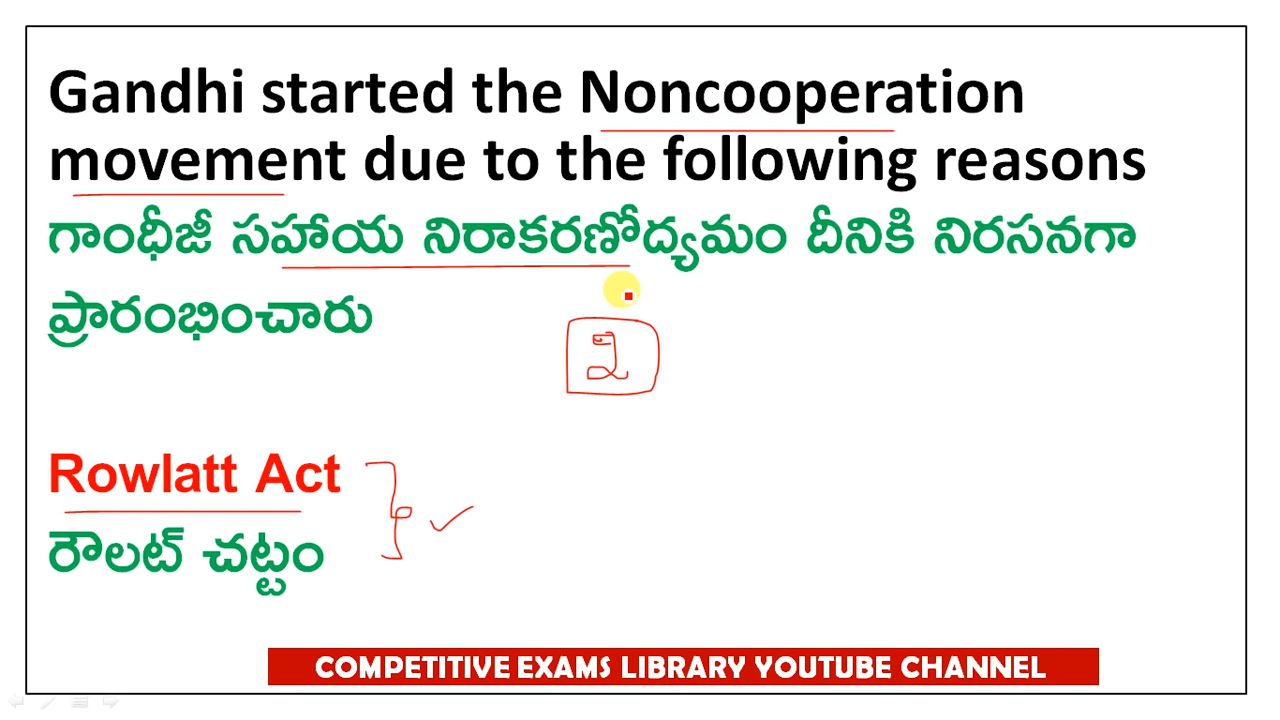 Gandhi started the Noncooperation
movement due to the following reasons
గాంధీజీ సహాయ నిరాకరణోద్యమం దీనికి నిరసనగా
ప్రారంభించారు
2
Rowlatt Act
రౌలట్ చట్టం
COMPETITIVE EXAMS LIBRARY YOUTUBE CHANNEL